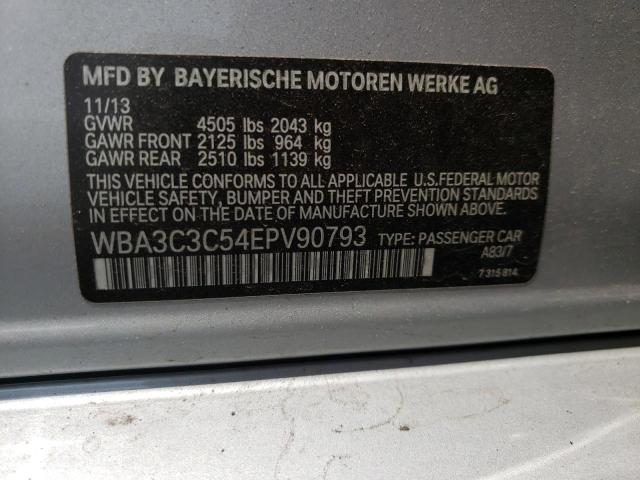 MFD BY BAYERISCHE MOTOREN WERKE AG
11/13
GVWR 4505 lbs 2043 kg
GAWR FRONT 2125 lbs 964 kg
GAWR REAR 2510 lbs 1139 kg
THIS VEHICLE CONFORMS TO ALL APPLICABLE U.S.FEDERAL MOTOR
VEHICLE SAFETY, BUMPER AND THEFT PREVENTION STANDARDS
IN EFFECT ON THE DATE OF MANUFACTURE SHOWN ABOVE.
WBA3C3C54EPV90793 TYPE: PASSENGER CAR
A83/7
7 315 814